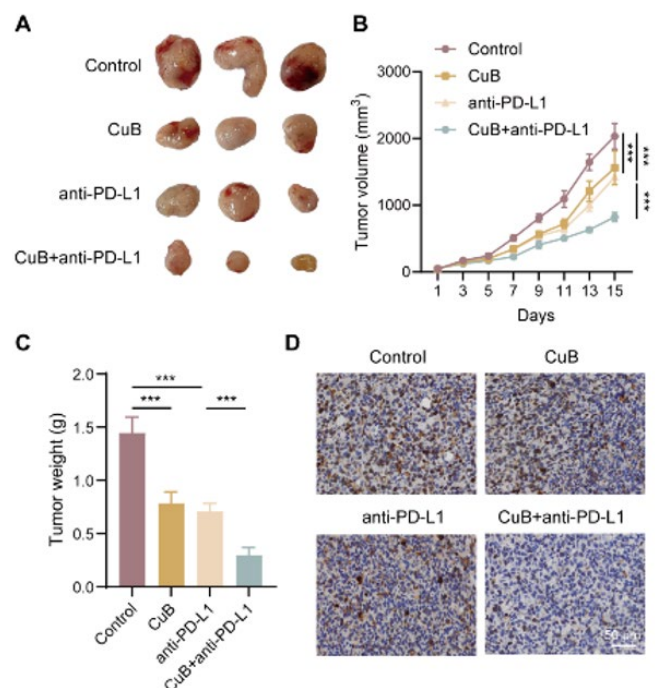 A
Control
CuB
anti-PD-L1
CuB+anti-PD-L1
B
Control
CuB
anti-PD-L1
CuB+anti-PD-L1
Tumor volume (mm³)
3000
2000
1000
0
1 3 5 7 9 11 13 15
Days
***
***
***
C
Tumor weight (g)
2.0
1.5
1.0
0.5
0.0
***
*** ***
Control
CuB
anti-PD-L1
CuB+anti-PD-L1
D
Control CuB
anti-PD-L1 CuB+anti-PD-L1
50 μm